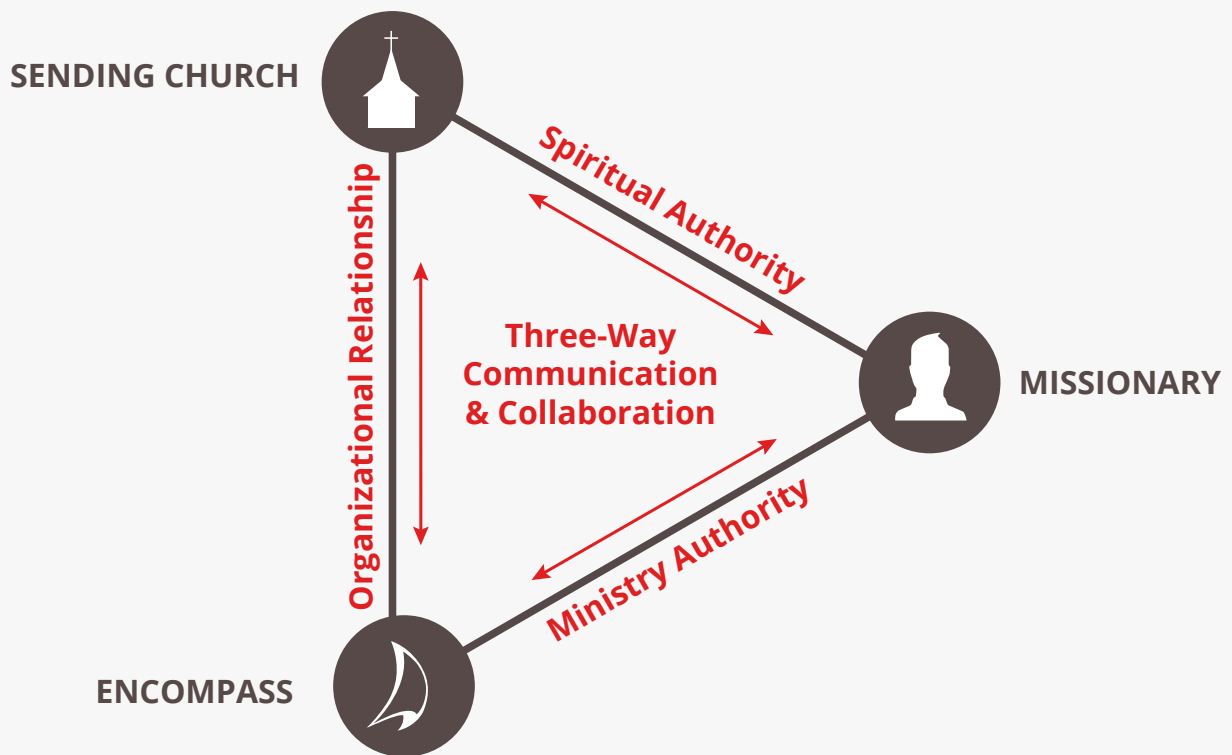 SENDING CHURCH
Spiritual Authority
Organizational Relationship
Three-Way
Communication
& Collaboration
MISSIONARY
Ministry Authority
ENCOMPASS